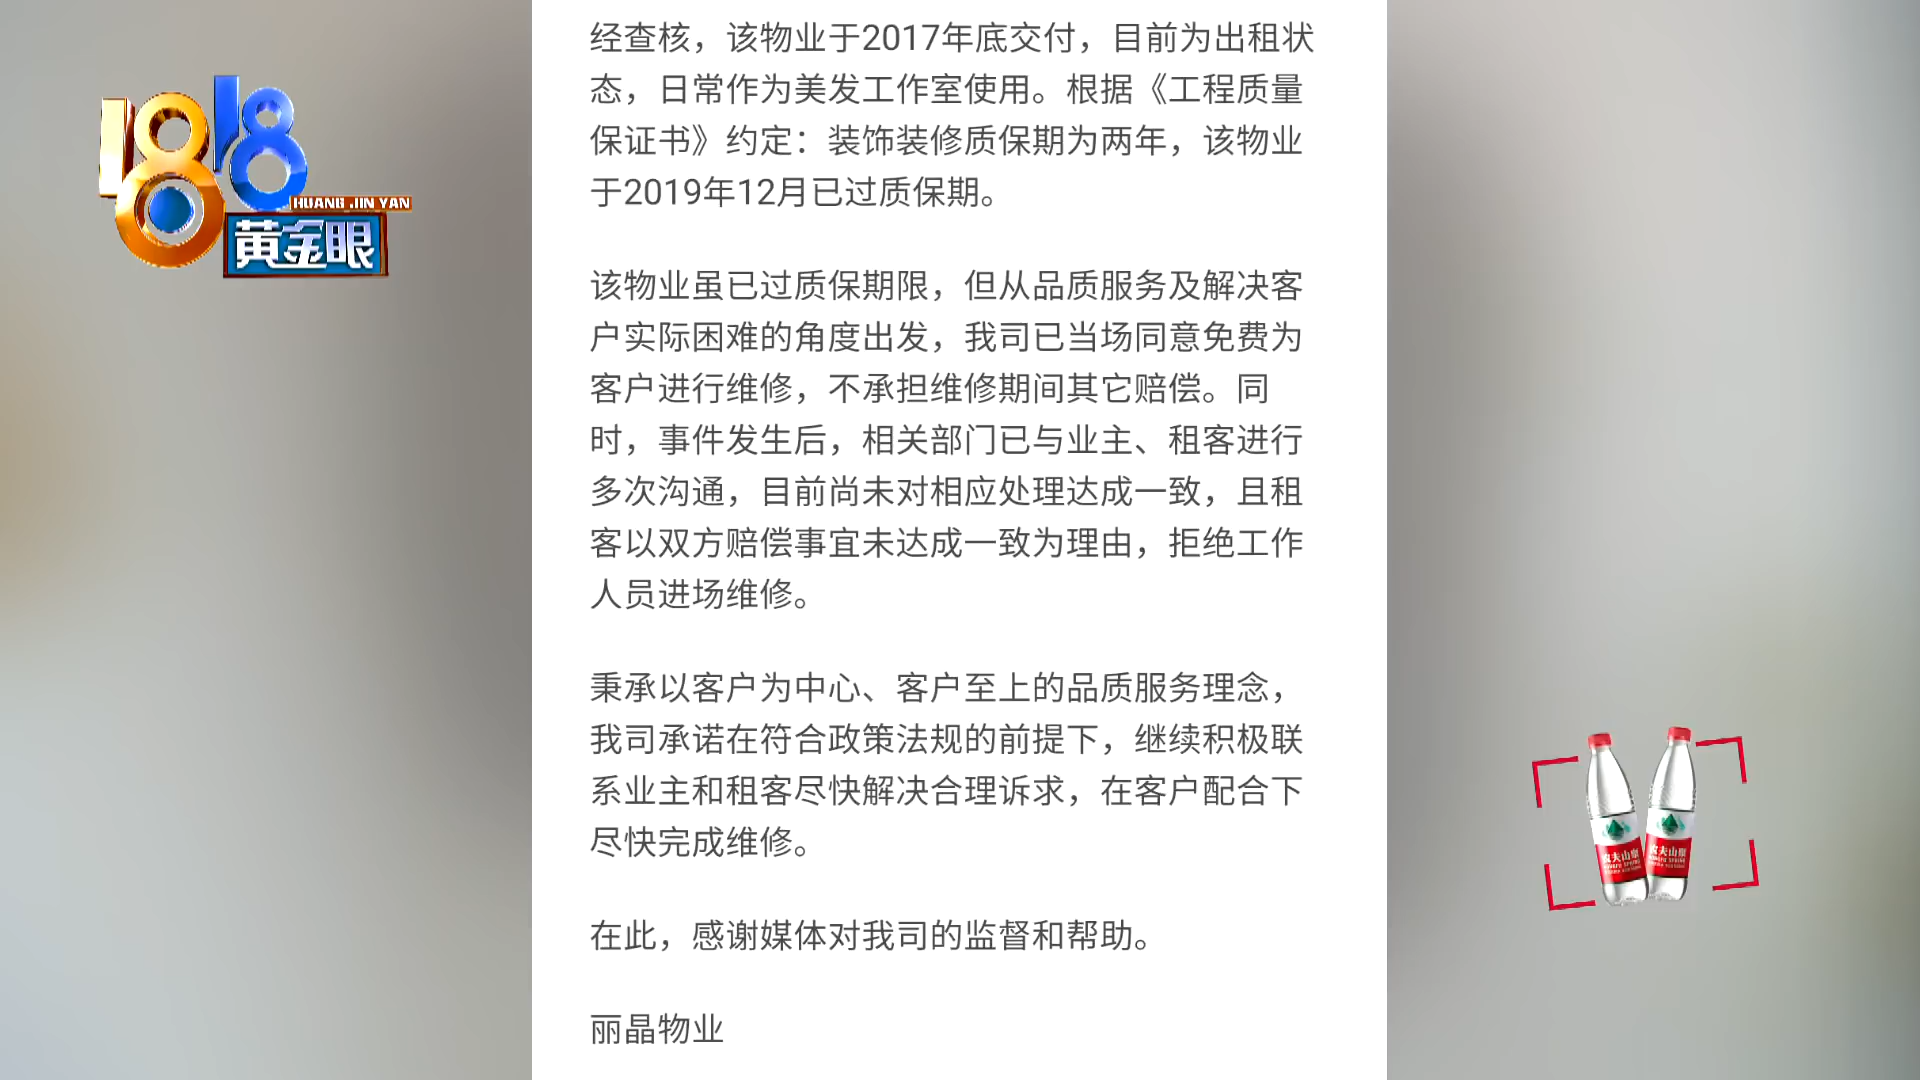 1818
HUANG JIN YAN
黄金眼
经查核，该物业于2017年底交付，目前为出租状
态，日常作为美发工作室使用。根据《工程质量
保证书》约定：装饰装修质保期为两年，该物业
于2019年12月已过质保期。
该物业虽已过质保期限，但从品质服务及解决客
户实际困难的角度出发，我司已当场同意免费为
客户进行维修，不承担维修期间其它赔偿。同
时，事件发生后，相关部门已与业主、租客进行
多次沟通，目前尚未对相应处理达成一致，且租
客以双方赔偿事宜未达成一致为理由，拒绝工作
人员进场维修。
秉承以客户为中心、客户至上的品质服务理念，
我司承诺在符合政策法规的前提下，继续积极联
系业主和租客尽快解决合理诉求，在客户配合下
尽快完成维修。
在此，感谢媒体对我司的监督和帮助。
丽晶物业
农夫山泉
农夫山泉